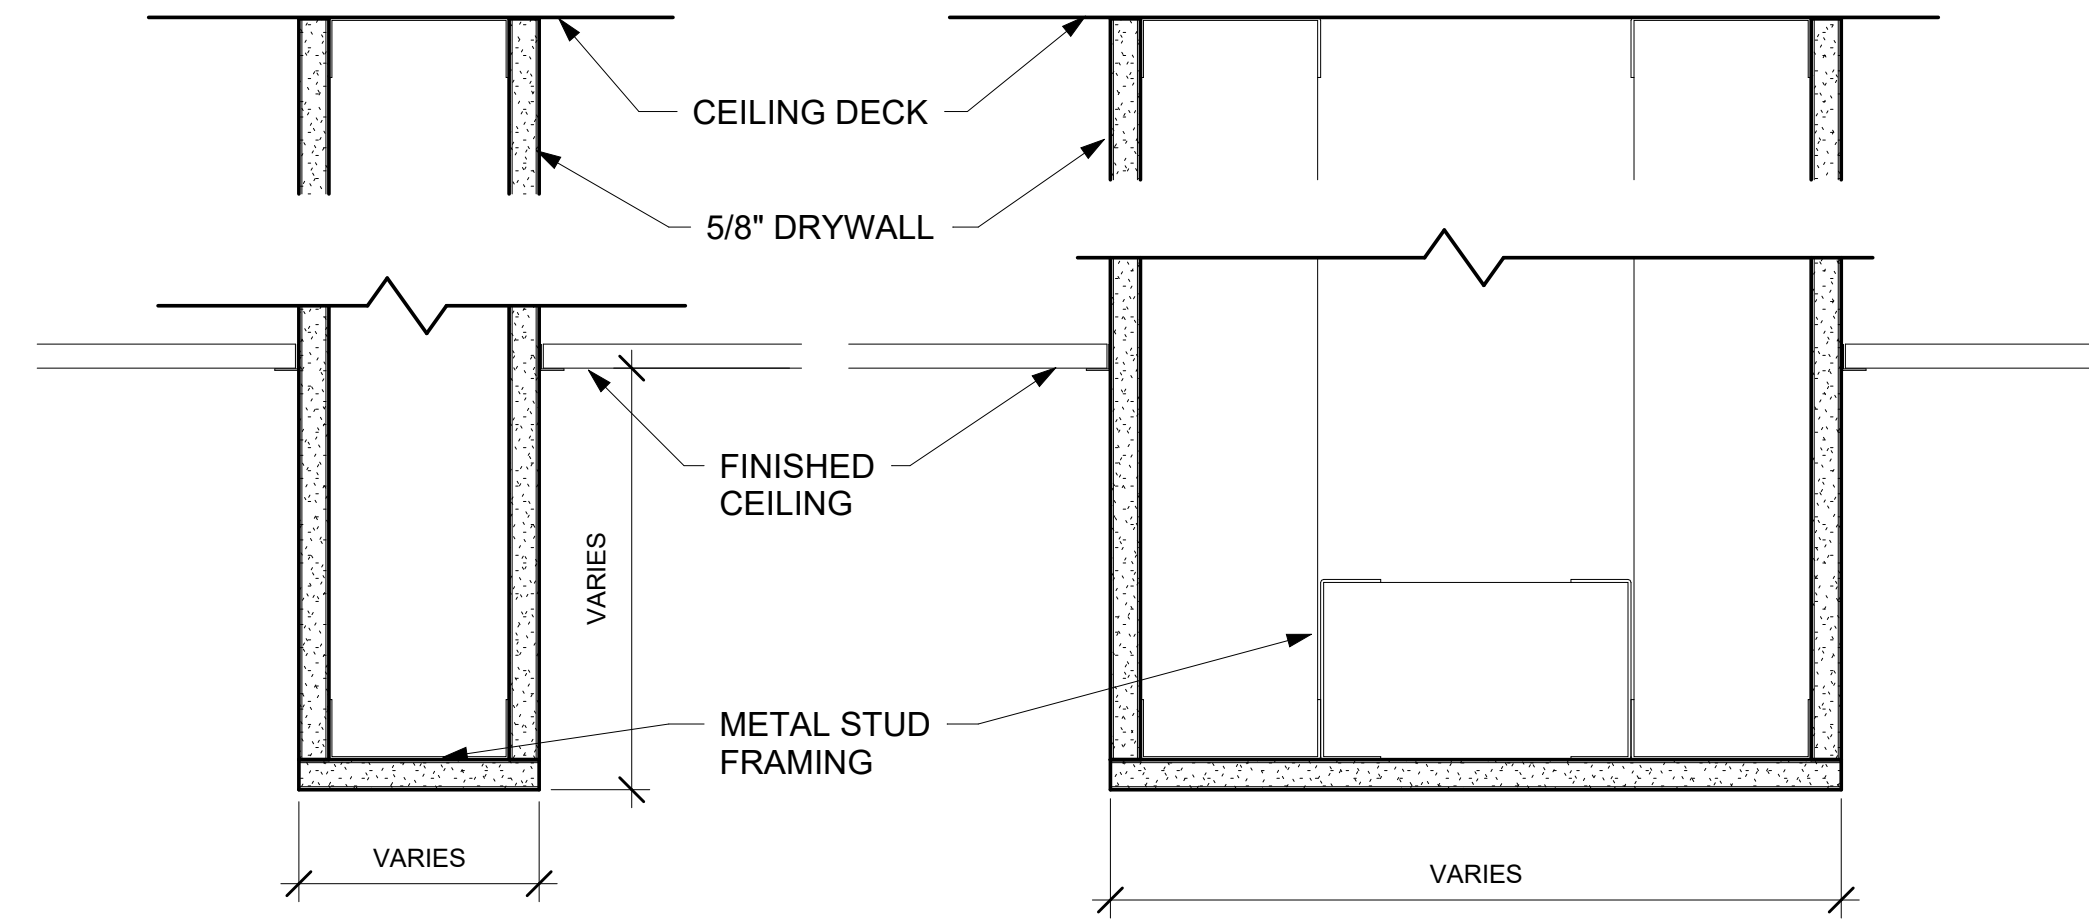 CEILING DECK
5/8" DRYWALL
FINISHED
CEILING
VARIES
METAL STUD
FRAMING
VARIES
VARIES